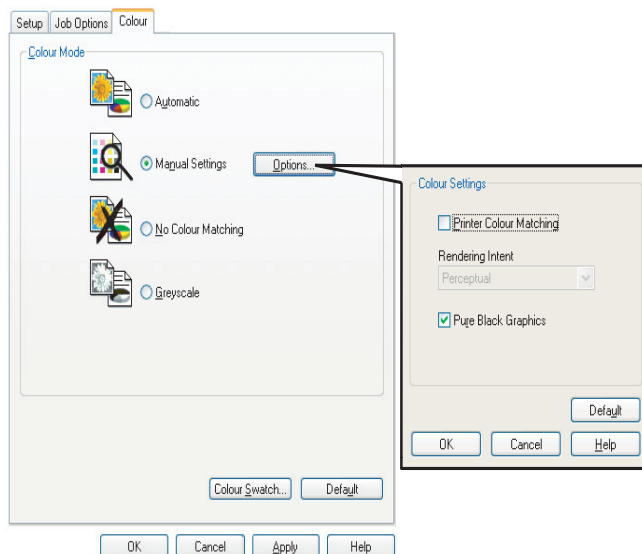 Setup
Job Options
Colour
Colour Mode
Automatic
Manual Settings
Options...
No Colour Matching
Greyscale
Colour Swatch...
Default
OK
Cancel
Apply
Help
Colour Settings
Printer Colour Matching
Rendering Intent
Perceptual
Pure Black Graphics
Default
OK
Cancel
Help